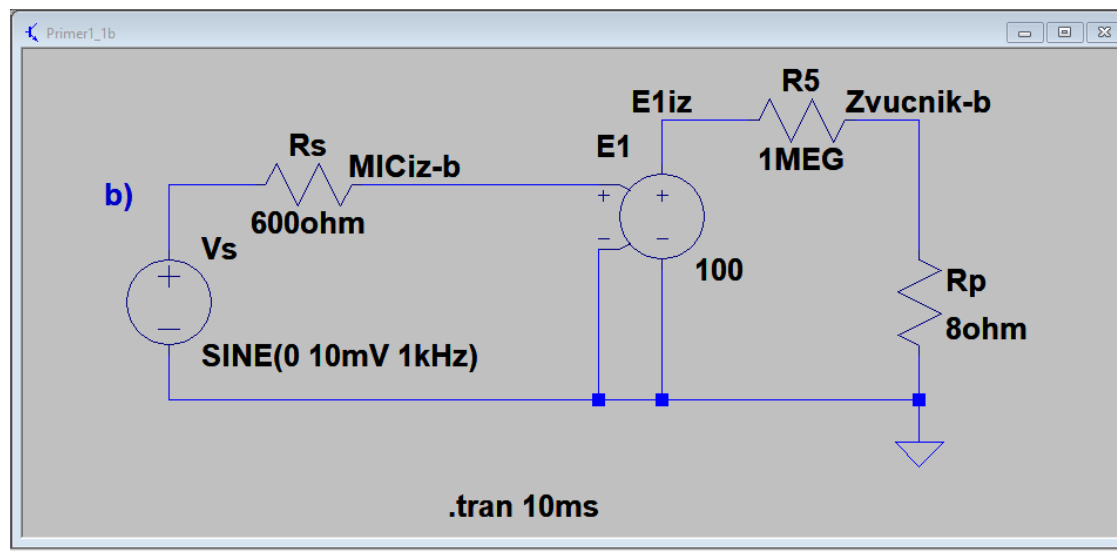 Primer1_1b
R5
E1iz
Zvucnik-b
E1
1MEG
Rs
MICiz-b
b)
600ohm
Vs
100
Rp
8ohm
SINE(0 10mV 1kHz)
.tran 10ms